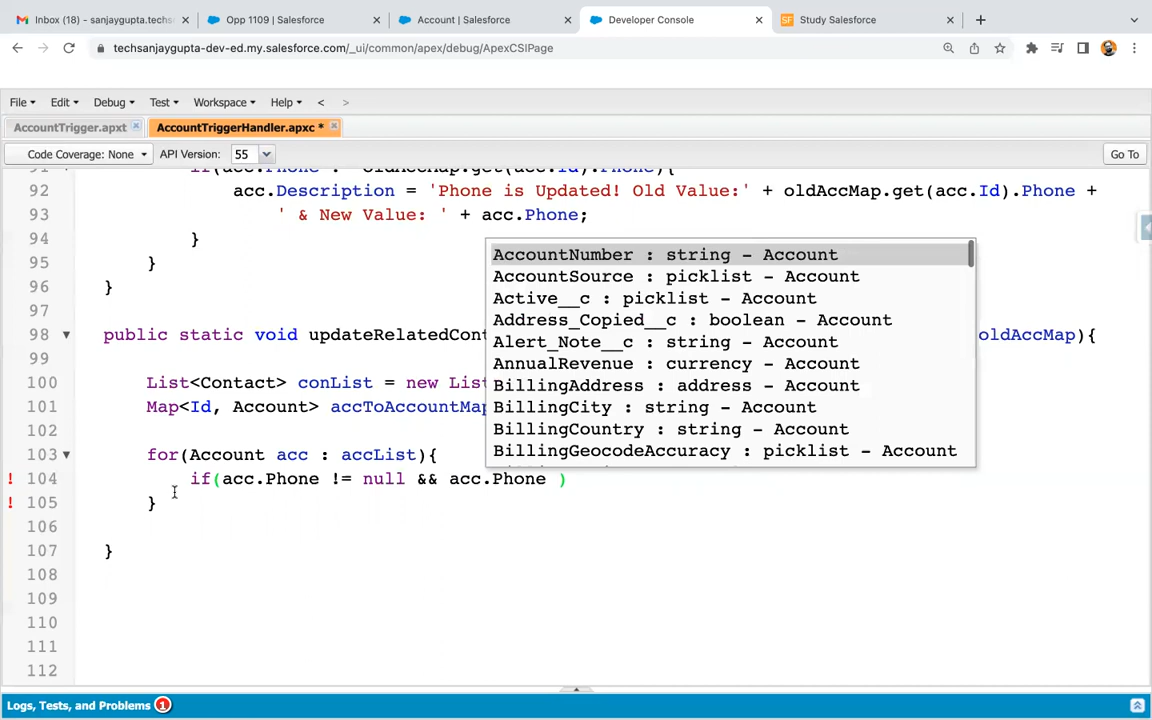 Inbox (18) - sanjaygupta.techs
Opp 1109 | Salesforce
Account | Salesforce
Developer Console
Study Salesforce
techsanjaygupta-dev-ed.my.salesforce.com/_ui/common/apex/debug/ApexCSIPage
File Edit Debug Test Workspace Help < >
AccountTrigger.apxt
AccountTriggerHandler.apxc *
Code Coverage: None API Version: 55 Go To
92 acc.Description = 'Phone is Updated! Old Value:' + oldAccMap.get(acc.Id).Phone +
93 ' & New Value: ' + acc.Phone;
94 }
95 }
96 }
97
98 public static void updateRelatedCont oldAccMap){
99
100 List<Contact> conList = new List
101 Map<Id, Account> accToAccountMap
102
103 for(Account acc : accList){
104 if(acc.Phone != null && acc.Phone )
105 }
106
107 }
108
109
110
111
112
AccountNumber : string - Account
AccountSource : picklist - Account
Active__c : picklist - Account
Address_Copied__c : boolean - Account
Alert_Note__c : string - Account
AnnualRevenue : currency - Account
BillingAddress : address - Account
BillingCity : string - Account
BillingCountry : string - Account
BillingGeocodeAccuracy : picklist - Account
Logs, Tests, and Problems 1